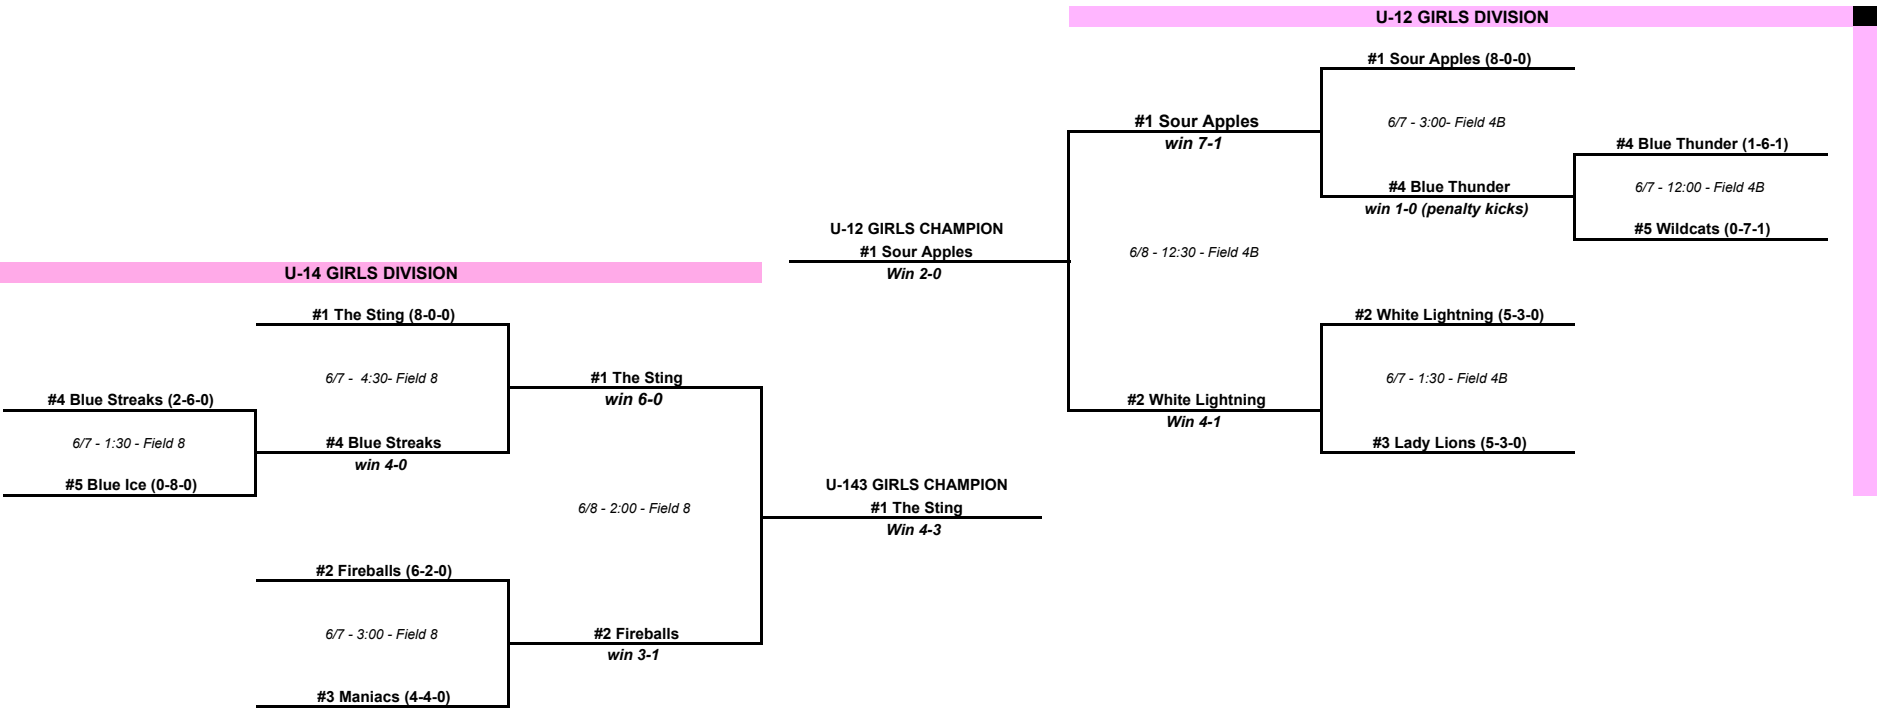 U-12 GIRLS DIVISION
#1 Sour Apples (8-0-0)
#1 Sour Apples
win 7-1
6/7 - 3:00- Field 4B
#4 Blue Thunder (1-6-1)
#4 Blue Thunder
win 1-0 (penalty kicks)
6/7 - 12:00 - Field 4B
#5 Wildcats (0-7-1)
U-12 GIRLS CHAMPION
#1 Sour Apples
Win 2-0
6/8 - 12:30 - Field 4B
#2 White Lightning (5-3-0)
6/7 - 1:30 - Field 4B
#2 White Lightning
Win 4-1
#3 Lady Lions (5-3-0)
U-14 GIRLS DIVISION
#1 The Sting (8-0-0)
6/7 -  4:30- Field 8
#1 The Sting
win 6-0
#4 Blue Streaks (2-6-0)
6/7 - 1:30 - Field 8
#4 Blue Streaks
win 4-0
#5 Blue Ice (0-8-0)
6/8 - 2:00 - Field 8
U-143 GIRLS CHAMPION
#1 The Sting
Win 4-3
#2 Fireballs (6-2-0)
6/7 - 3:00 - Field 8
#2 Fireballs
win 3-1
#3 Maniacs (4-4-0)